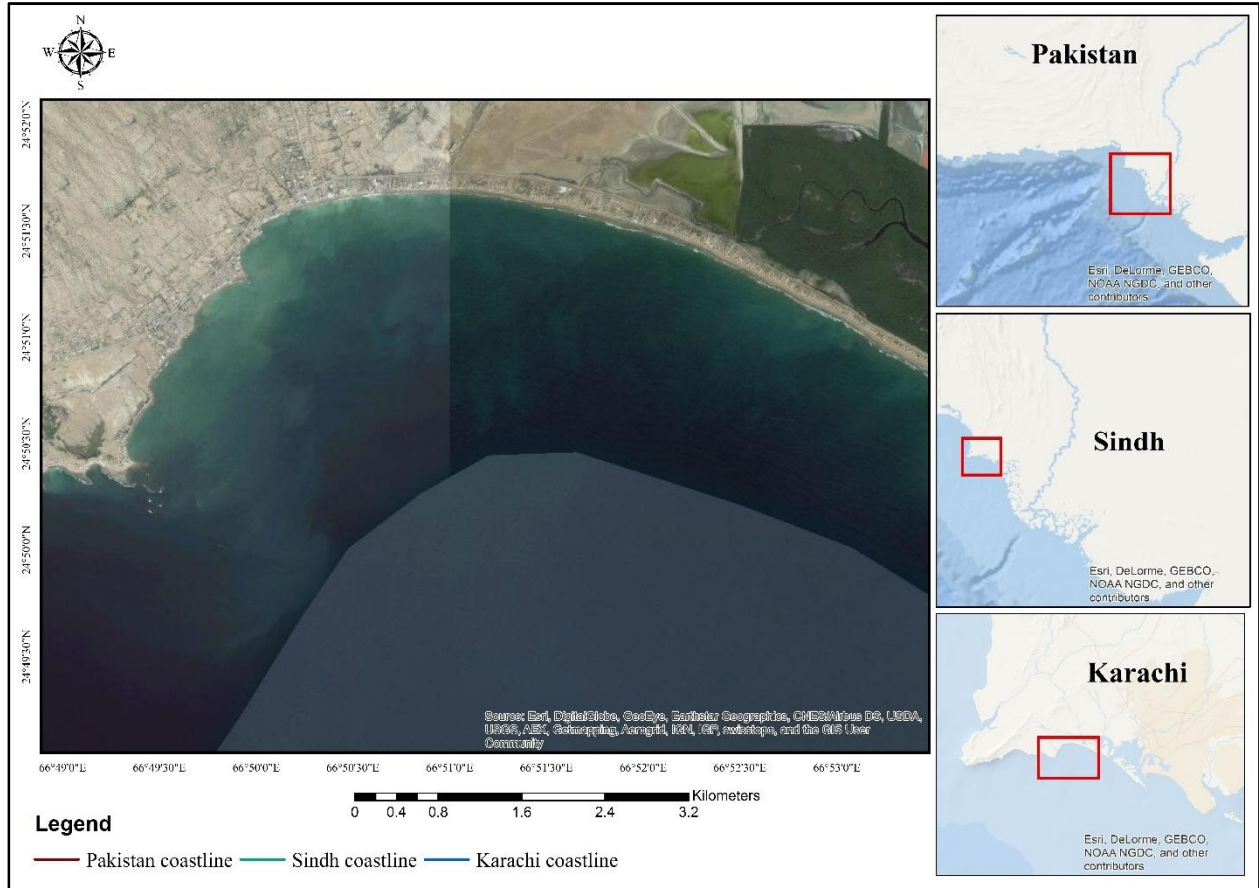 N
W E
S
24°52'0"N
24°51'30"N
24°51'0"N
24°50'30"N
24°50'0"N
24°49'30"N
66°49'0"E 66°49'30"E 66°50'0"E 66°50'30"E 66°51'0"E 66°51'30"E 66°52'0"E 66°52'30"E 66°53'0"E
Source: Esri, DigitalGlobe, GeoEye, Earthstar Geographics, CNES/Airbus DS, USDA,
USGS, AEX, Getmapping, Aerogrid, IGN, IGP, swisstopo, and the GIS User
Community
Kilometers
0 0.4 0.8 1.6 2.4 3.2
Legend
Pakistan coastline Sindh coastline Karachi coastline
Pakistan
Esri, DeLorme, GEBCO,
NOAA NGDC, and other
contributors
Sindh
Esri, DeLorme, GEBCO,
NOAA NGDC, and other
contributors
Karachi
Esri, DeLorme, GEBCO,
NOAA NGDC, and other
contributors